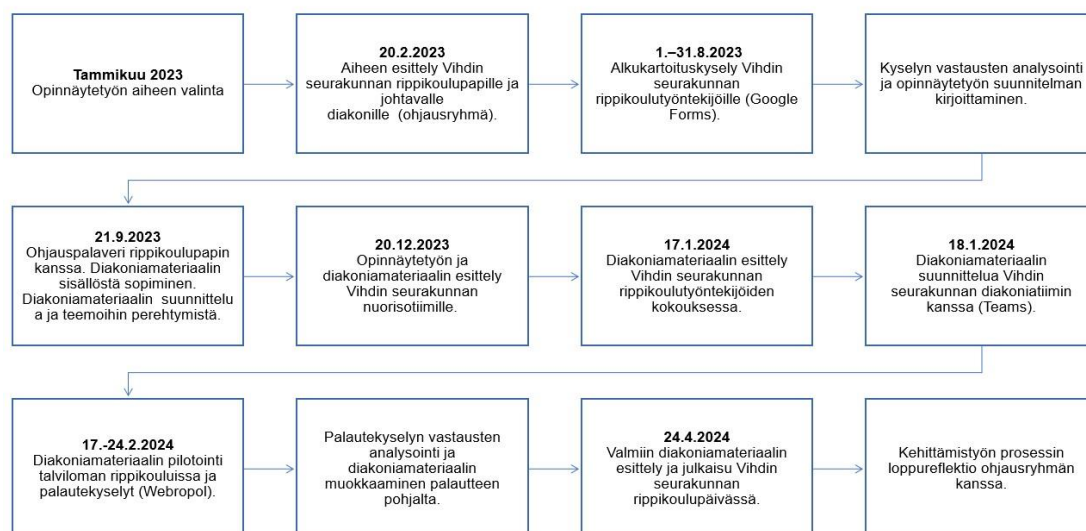 Tammikuu 2023
Opinnäytetyön aiheen valinta
20.2.2023
Aiheen esittely Vihdin
seurakunnan rippikoulupapille ja
johtavalle
diakonille (ohjausryhmä).
1.–31.8.2023
Alkukartoituskysely Vihdin
seurakunnan
rippikoulutyöntekijöille (Google
Forms).
Kyselyn vastausten analysointi
ja opinnäytetyön suunnitelman
kirjoittaminen.
21.9.2023
Ohjauspalaveri rippikoulupapin
kanssa. Diakoniamateriaalin
sisällöstä sopiminen.
Diakoniamateriaalin suunnittelu
a ja teemoihin perehtymistä.
20.12.2023
Opinnäytetyön ja
diakoniamateriaalin esittely
Vihdin seurakunnan
nuorisotiimille.
17.1.2024
Diakoniamateriaalin esittely
Vihdin seurakunnan
rippikoulutyöntekijöiden
kokouksessa.
18.1.2024
Diakoniamateriaalin
suunnittelua Vihdin
seurakunnan diakoniatiimin
kanssa (Teams).
17.-24.2.2024
Diakoniamateriaalin pilotointi
talviloman rippikouluissa ja
palautekyselyt (Webropol).
Palautekyselyn vastausten
analysointi ja
diakoniamateriaalin
muokkaaminen palautteen
pohjalta.
24.4.2024
Valmiin diakoniamateriaalin
esittely ja julkaisu Vihdin
seurakunnan
rippikoulupäivässä.
Kehittämistyön prosessin
loppureflektio ohjausryhmän
kanssa.